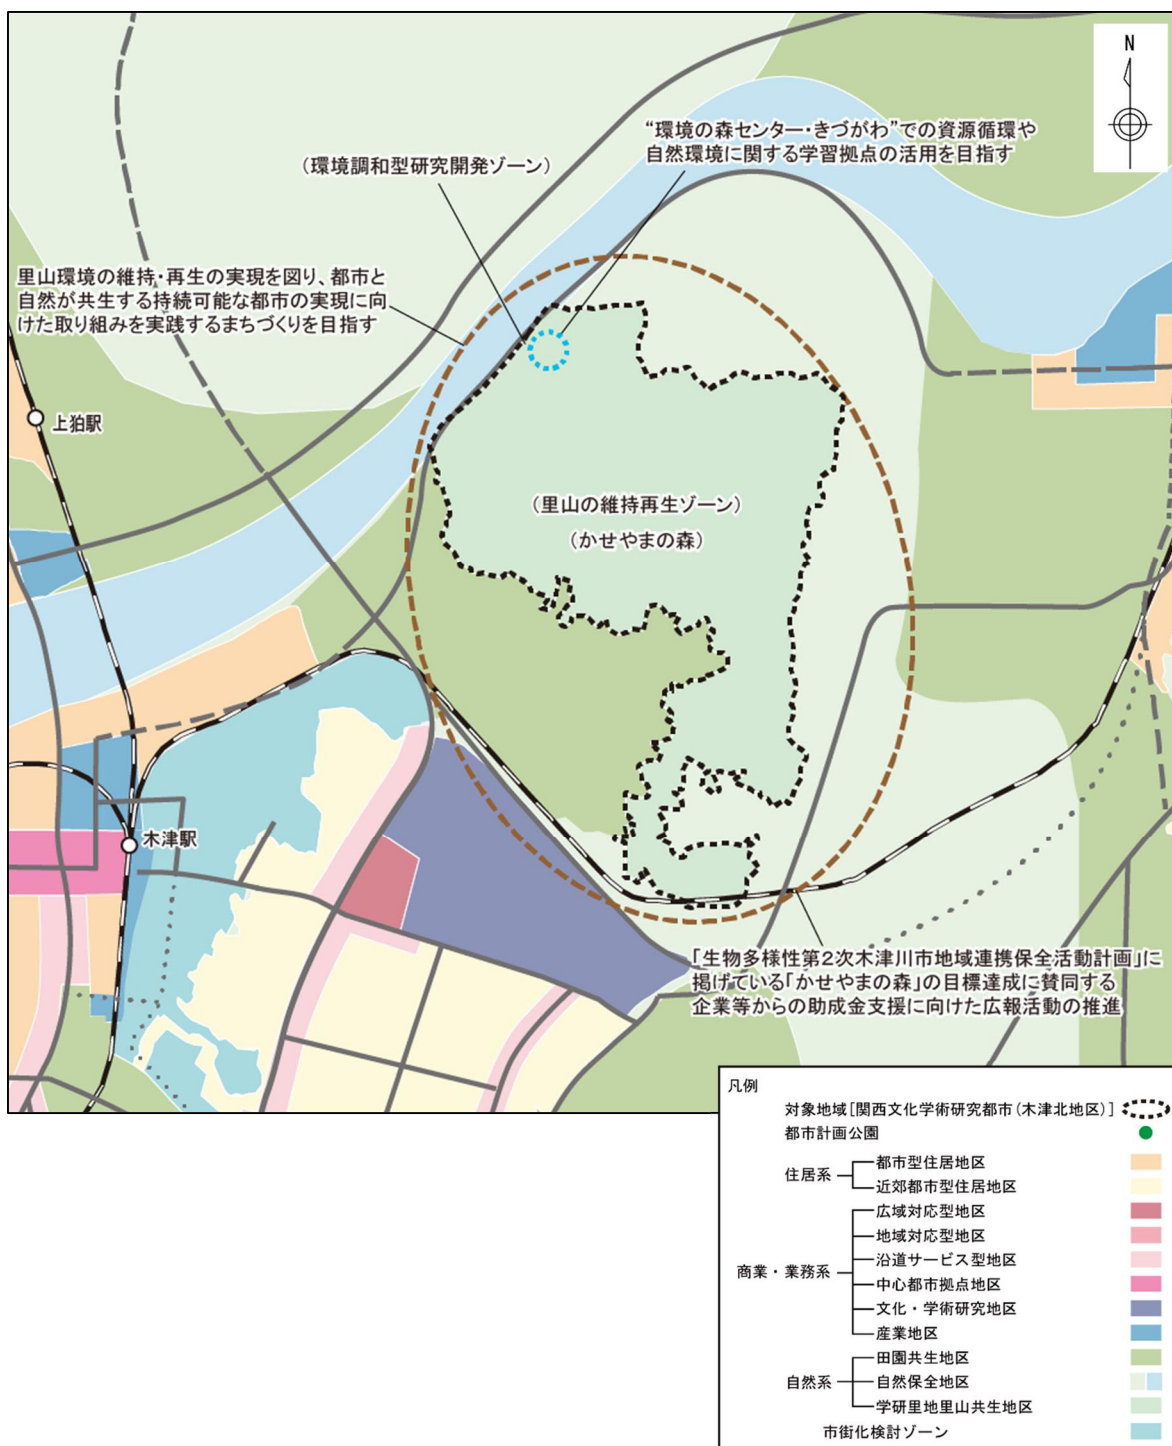 N
“環境の森センター・きづがわ”での資源循環や
自然環境に関する学習拠点の活用を目指す
（環境調和型研究開発ゾーン）
里山環境の維持・再生の実現を図り、都市と
自然が共生する持続可能な都市の実現に向
けた取り組みを実践するまちづくりを目指す
上狛駅
（里山の維持再生ゾーン）
（かせやまの森）
木津駅
「生物多様性第2次木津川市地域連携保全活動計画」に
掲げている「かせやまの森」の目標達成に賛同する
企業等からの助成金支援に向けた広報活動の推進
凡例
対象地域［関西文化学術研究都市（木津北地区）］
都市計画公園
住居系
都市型住居地区
近郊都市型住居地区
商業・業務系
広域対応型地区
地域対応型地区
沿道サービス型地区
中心都市拠点地区
文化・学術研究地区
産業地区
自然系
田園共生地区
自然保全地区
学研里地里山共生地区
市街化検討ゾーン